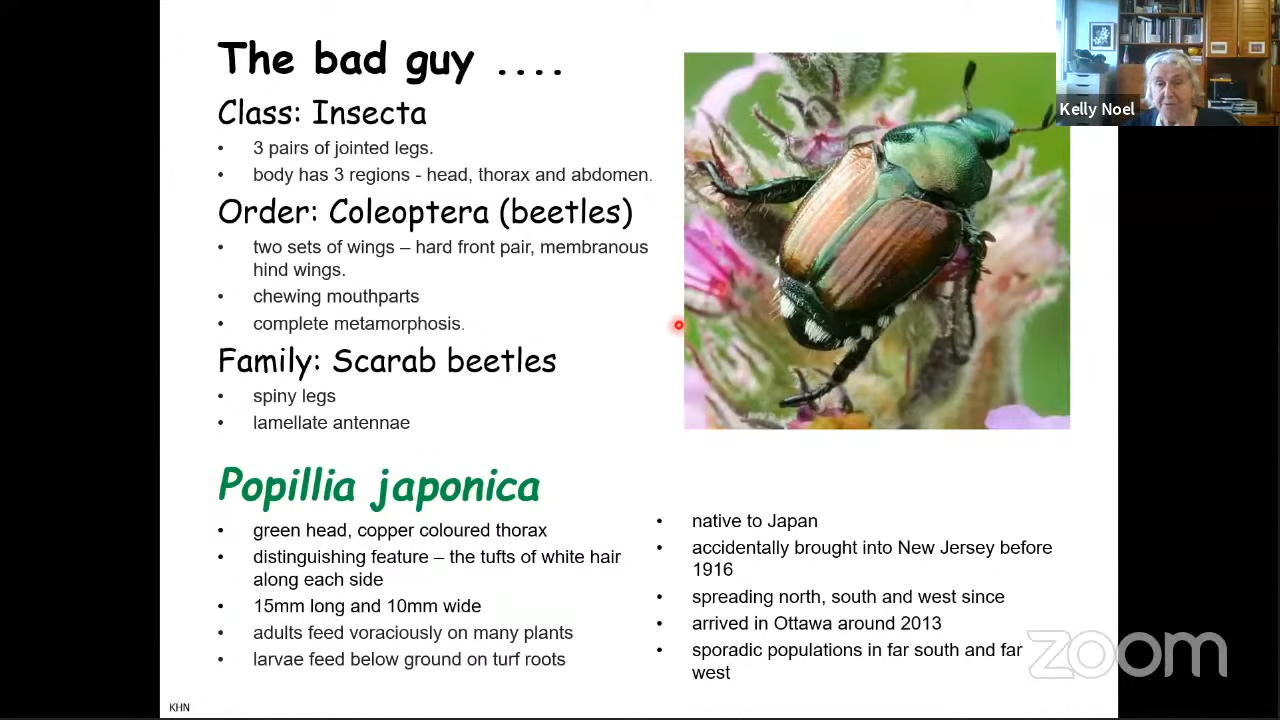 The bad guy ....
Class: Insecta
• 3 pairs of jointed legs.
• body has 3 regions - head, thorax and abdomen.
Order: Coleoptera (beetles)
• two sets of wings – hard front pair, membranous
hind wings.
• chewing mouthparts
• complete metamorphosis.
Family: Scarab beetles
• spiny legs
• lamellate antennae
Popillia japonica
• green head, copper coloured thorax
• distinguishing feature – the tufts of white hair
along each side
• 15mm long and 10mm wide
• adults feed voraciously on many plants
• larvae feed below ground on turf roots
• native to Japan
• accidentally brought into New Jersey before
1916
• spreading north, south and west since
• arrived in Ottawa around 2013
• sporadic populations in far south and far
west
KHN
Kelly Noel
zoom